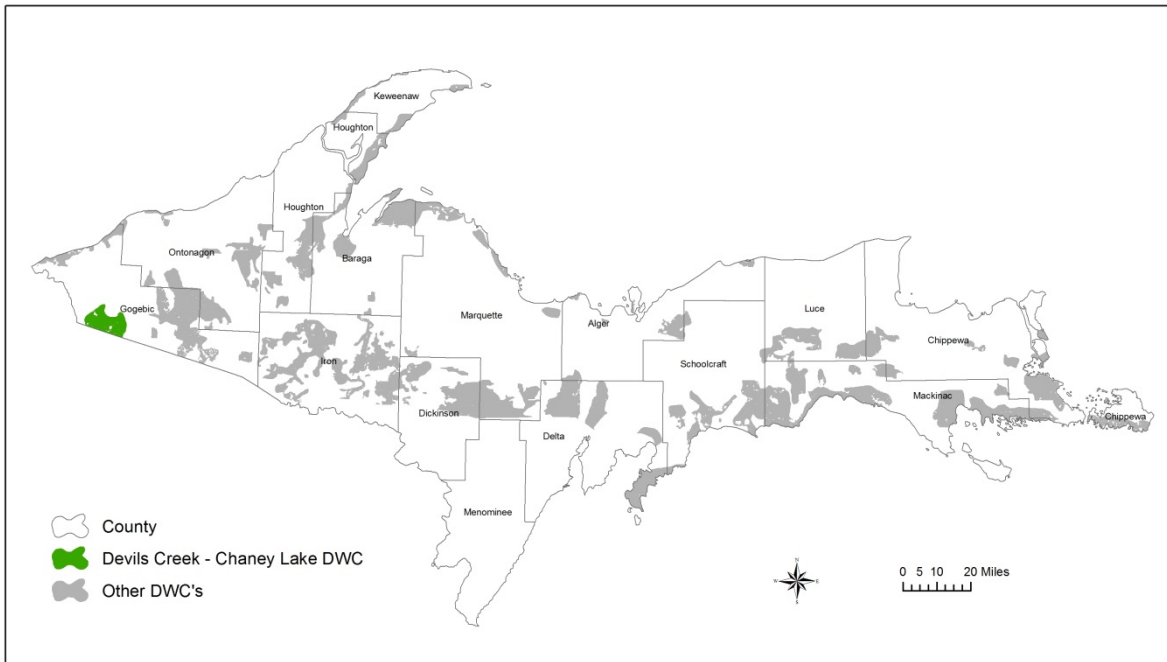 Keweenaw
Houghton
Houghton
Ontonagon
Baraga
Gogebic
Marquette
Alger
Luce
Chippewa
Iron
Schoolcraft
Mackinac
Dickinson
Chippewa
Delta
Menominee
County
Devils Creek - Chaney Lake DWC
Other DWC's
N
W E
S
0 5 10 20 Miles